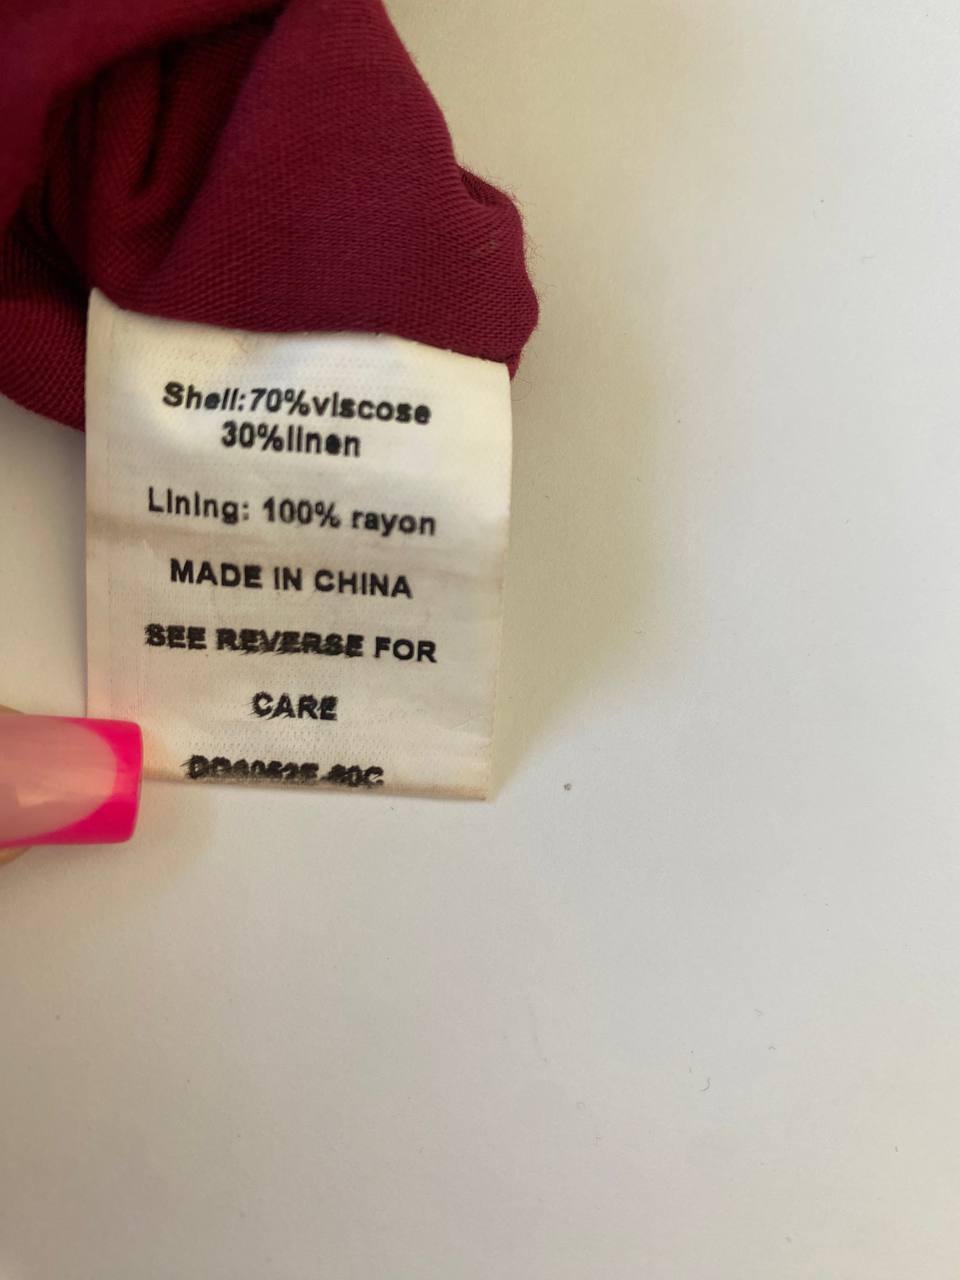 Shell:70%viscose
30%linen
Lining: 100% rayon
MADE IN CHINA
SEE REVERSE FOR
CARE